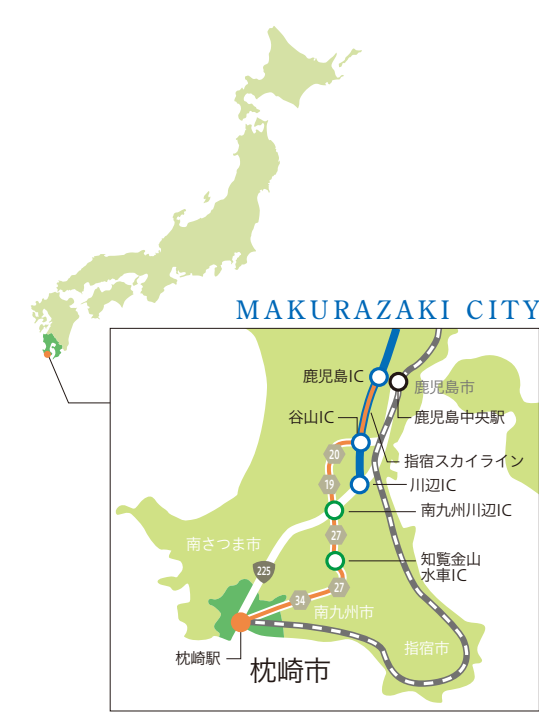 MAKURAZAKI CITY
鹿児島IC
鹿児島市
谷山IC
鹿児島中央駅
20
指宿スカイライン
19
川辺IC
南九州川辺IC
27
南さつま市
知覧金山
水車IC
225
27
34
南九州市
指宿市
枕崎駅
枕崎市